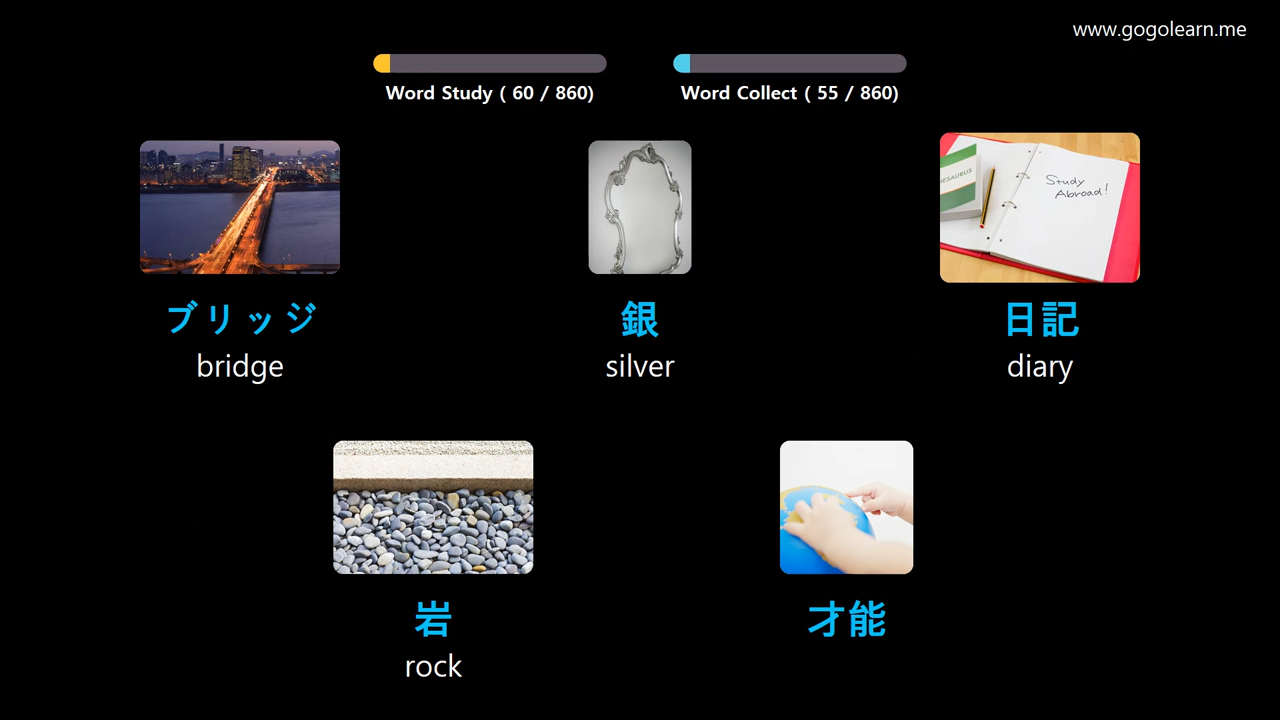 www.gogolearn.me
Word Study ( 60 / 860)
Word Collect ( 55 / 860)
THESAURUS
Study
Abroad!
ブリッジ
銀
日記
bridge
silver
diary
岩
才能
rock